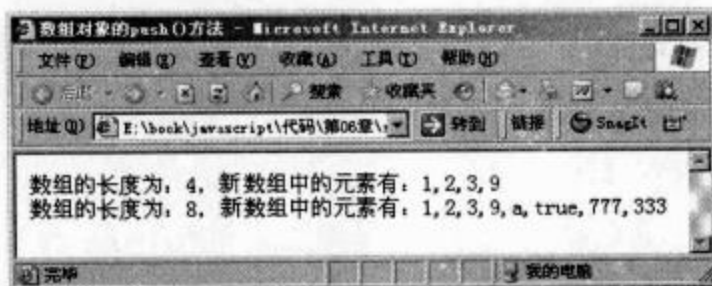 数组对象的push()方法 - Microsoft Internet Explorer
文件(F) 编辑(E) 查看(V) 收藏(A) 工具(T) 帮助(H)
后退 搜索 收藏夹
地址(D) E:\book\javascript\代码\第06章\ 转到 链接 SnagIt
数组的长度为：4，新数组中的元素有：1,2,3,9
数组的长度为：8，新数组中的元素有：1,2,3,9,a,true,777,333
完毕 我的电脑